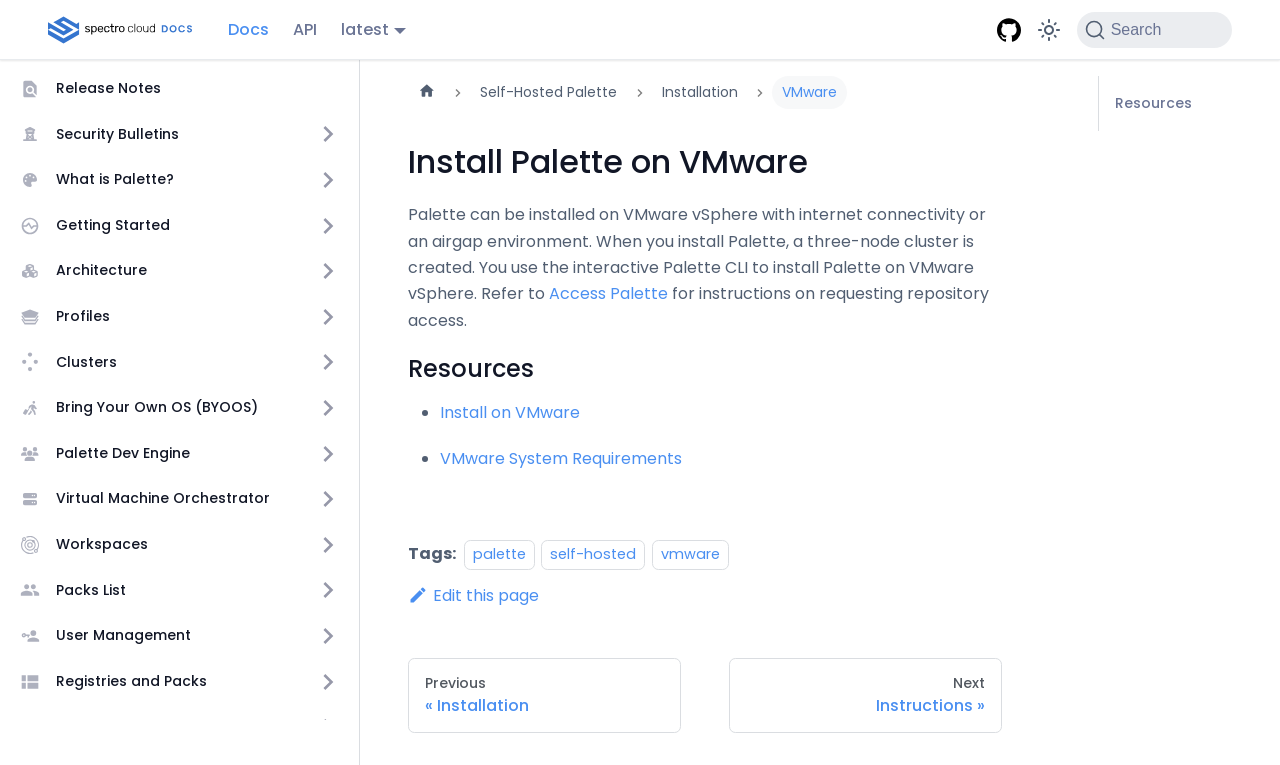 spectro cloud DOCS
Docs
API
latest
Search
Release Notes
Security Bulletins
What is Palette?
Getting Started
Architecture
Profiles
Clusters
Bring Your Own OS (BYOOS)
Palette Dev Engine
Virtual Machine Orchestrator
Workspaces
Packs List
User Management
Registries and Packs
Self-Hosted Palette
Installation
VMware
Install Palette on VMware
Palette can be installed on VMware vSphere with internet connectivity or
an airgap environment. When you install Palette, a three-node cluster is
created. You use the interactive Palette CLI to install Palette on VMware
vSphere. Refer to Access Palette for instructions on requesting repository
access.
Resources
• Install on VMware
• VMware System Requirements
Tags: palette self-hosted vmware
Edit this page
Previous
« Installation
Next
Instructions »
Resources